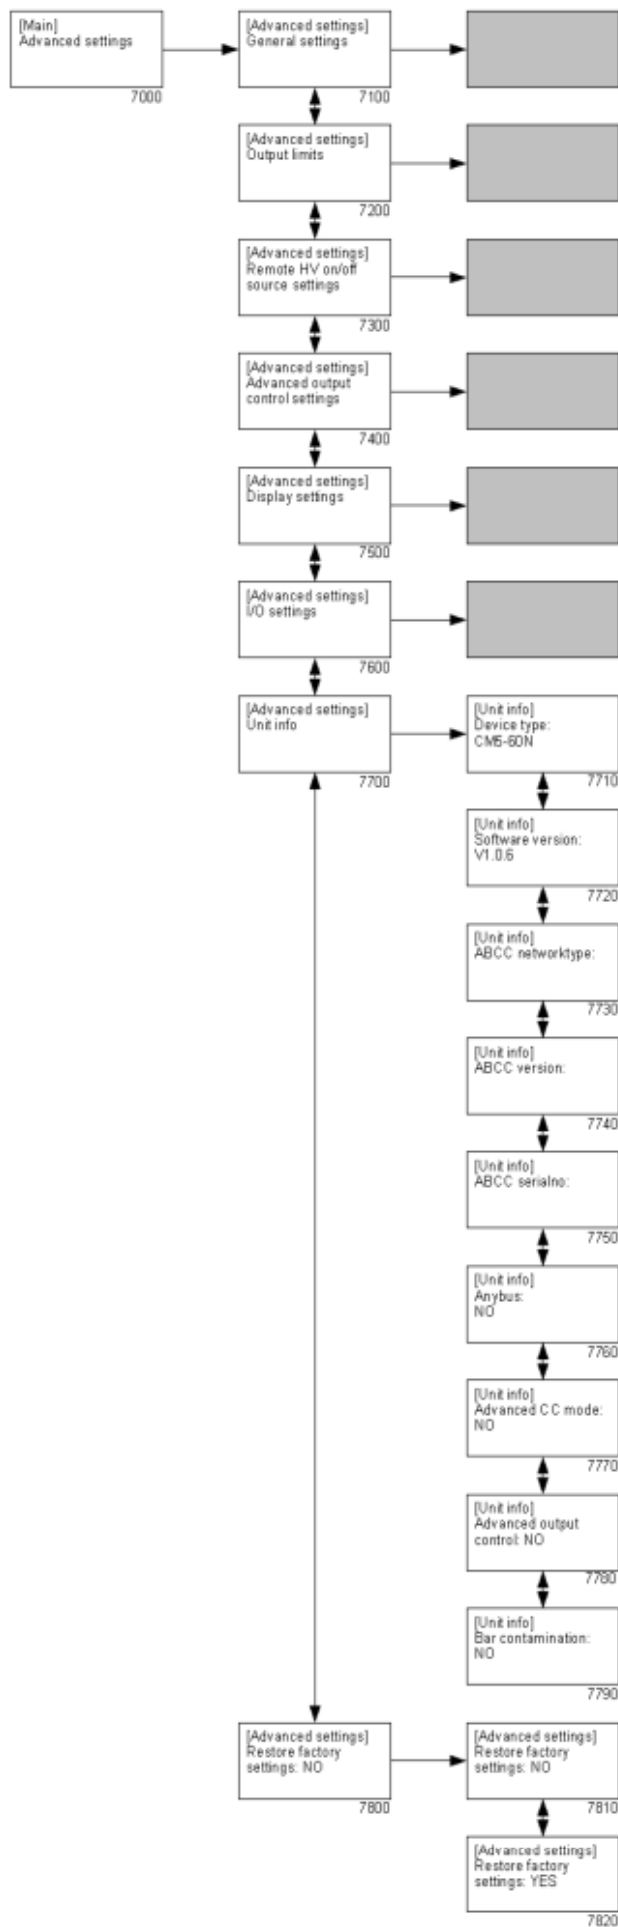 [Main]
Advanced settings
7000
[Advanced settings]
General settings
7100
[Advanced settings]
Output limits
7200
[Advanced settings]
Remote HV on/off
source settings
7300
[Advanced settings]
Advanced output
control settings
7400
[Advanced settings]
Display settings
7500
[Advanced settings]
I/O settings
7600
[Advanced settings]
Unit info
7700
[Unit info]
Device type:
CM5-60N
7710
[Unit info]
Software version:
V1.0.6
7720
[Unit info]
ABCC networktype:
7730
[Unit info]
ABCC version:
7740
[Unit info]
ABCC serialno:
7750
[Unit info]
Anybus:
NO
7760
[Unit info]
Advanced CC mode:
NO
7770
[Unit info]
Advanced output
control: NO
7780
[Unit info]
Bar contamination:
NO
7790
[Advanced settings]
Restore factory
settings: NO
7800
[Advanced settings]
Restore factory
settings: NO
7810
[Advanced settings]
Restore factory
settings: YES
7820